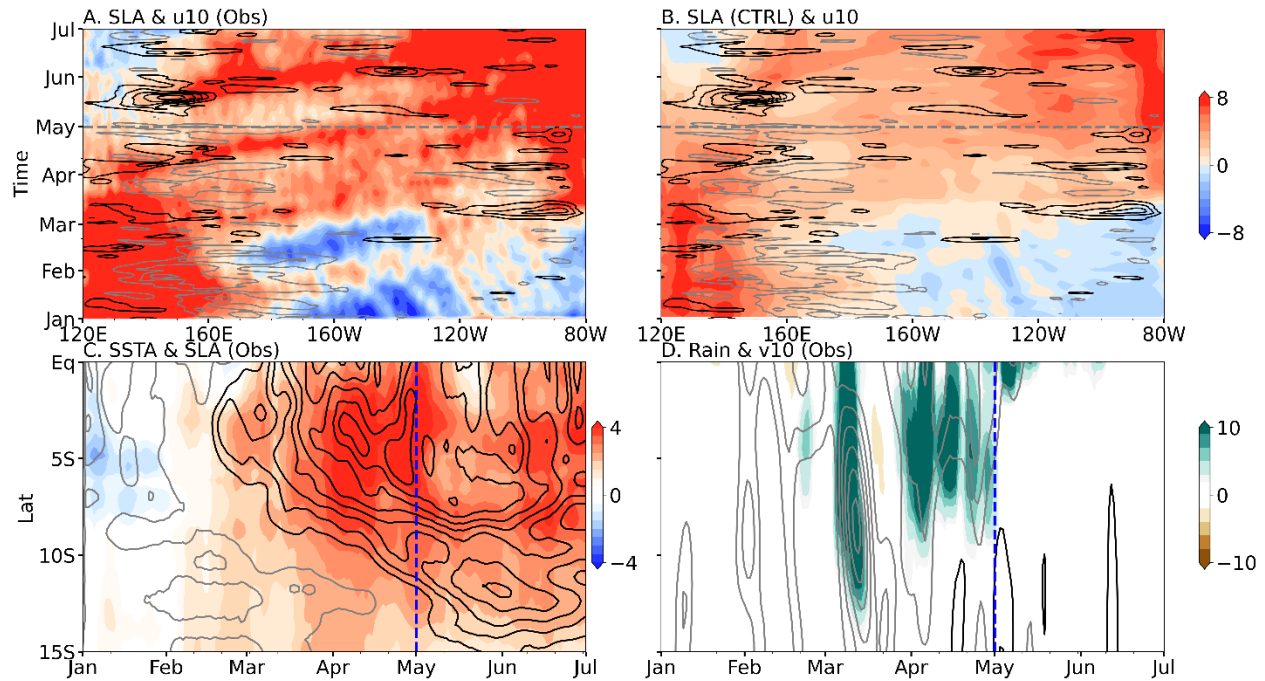 A. SLA & u10 (Obs)
B. SLA (CTRL) & u10
Jul
Jun
May
Apr
Mar
Feb
Jan
Time
120E 160E 160W 120W 80W
120E 160E 160W 120W 80W
8
0
−8
C. SSTA & SLA (Obs)
D. Rain & v10 (Obs)
Eq
5S
10S
15S
Lat
Jan Feb Mar Apr May Jun Jul
4
0
−4
Jan Feb Mar Apr May Jun Jul
10
0
−10